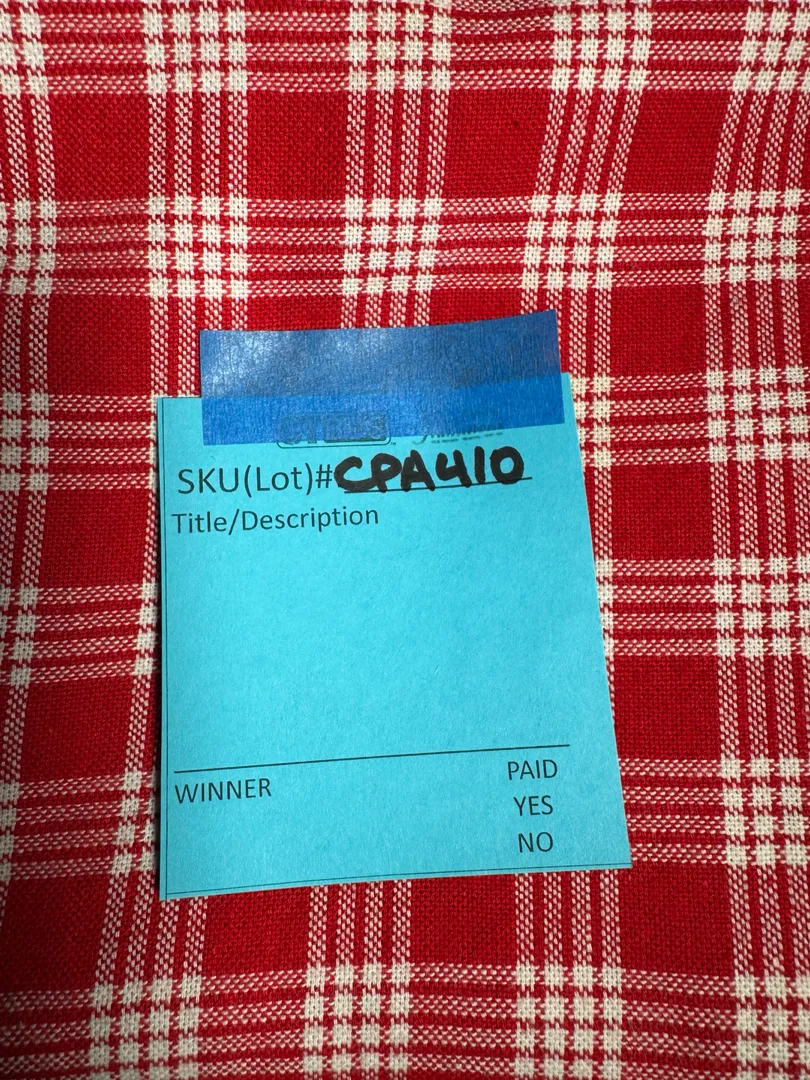 SKU(Lot)#CPA410
Title/Description
WINNER
PAID
YES
NO